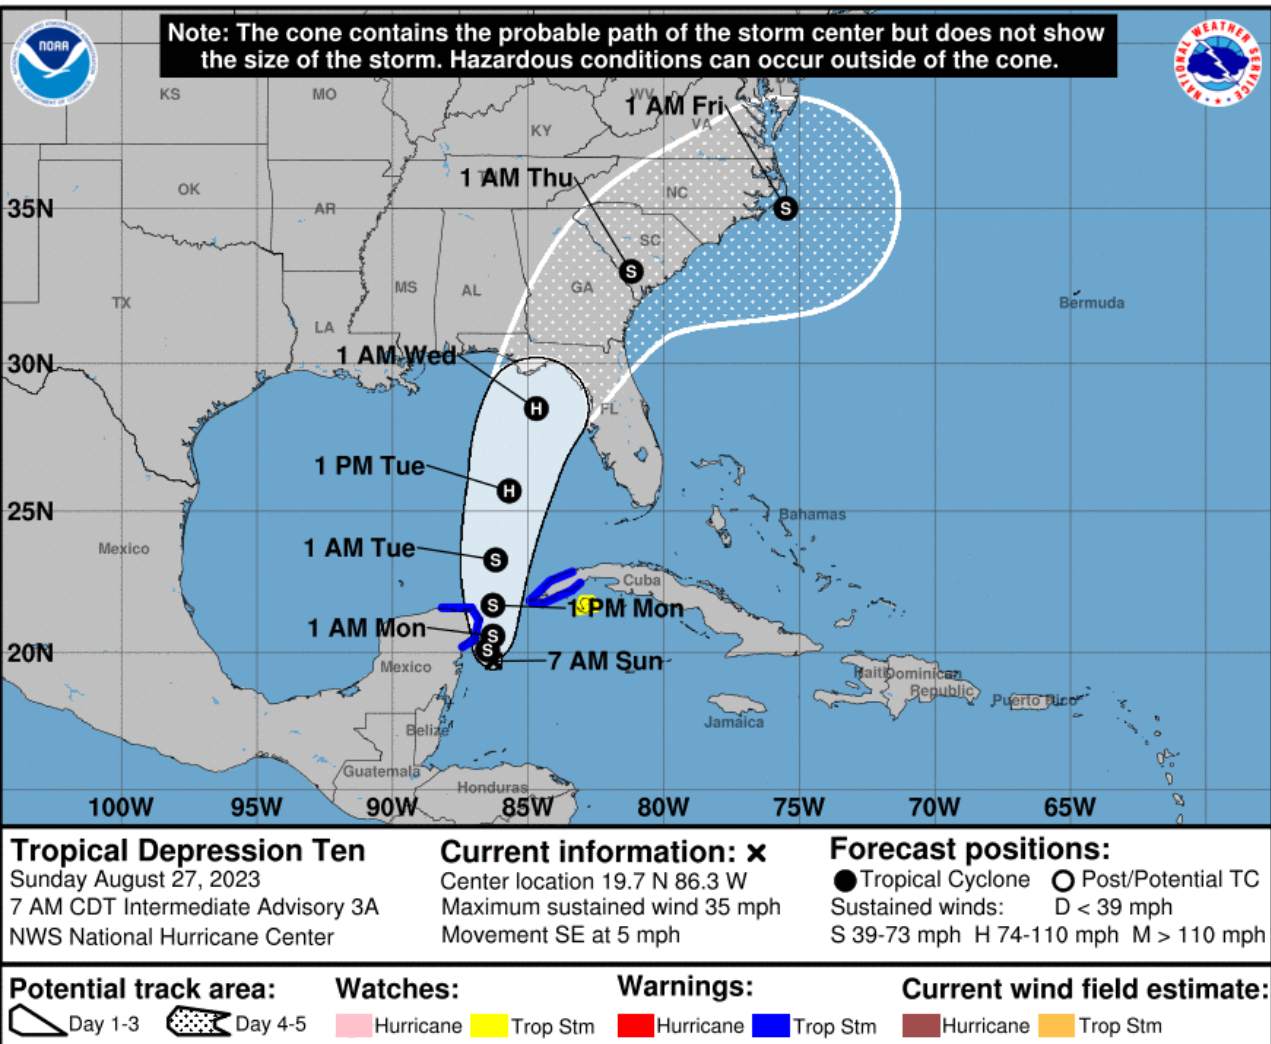 Note: The cone contains the probable path of the storm center but does not show
the size of the storm. Hazardous conditions can occur outside of the cone.
NOAA
NATIONAL WEATHER SERVICE
KS
MO
WV
1 AM Fri
VA
KY
1 AM Thu
OK
NC
AR
35N
SC
MS
AL
GA
TX
Bermuda
LA
1 AM Wed
30N
FL
1 PM Tue
25N
Bahamas
Mexico
1 AM Tue
Cuba
1 PM Mon
1 AM Mon
20N
Mexico
7 AM Sun
Haiti
Dominican
Republic
Puerto Rico
Jamaica
Belize
Guatemala
Honduras
S
S
H
H
S
S
S
S
100W 95W 90W 85W 80W 75W 70W 65W
Tropical Depression Ten
Sunday August 27, 2023
7 AM CDT Intermediate Advisory 3A
NWS National Hurricane Center
Current information: x
Center location 19.7 N 86.3 W
Maximum sustained wind 35 mph
Movement SE at 5 mph
Forecast positions:
Tropical Cyclone Post/Potential TC
Sustained winds: D < 39 mph
S 39-73 mph H 74-110 mph M > 110 mph
Potential track area:
Day 1-3 Day 4-5
Watches:
Hurricane Trop Stm
Warnings:
Hurricane Trop Stm
Current wind field estimate:
Hurricane Trop Stm